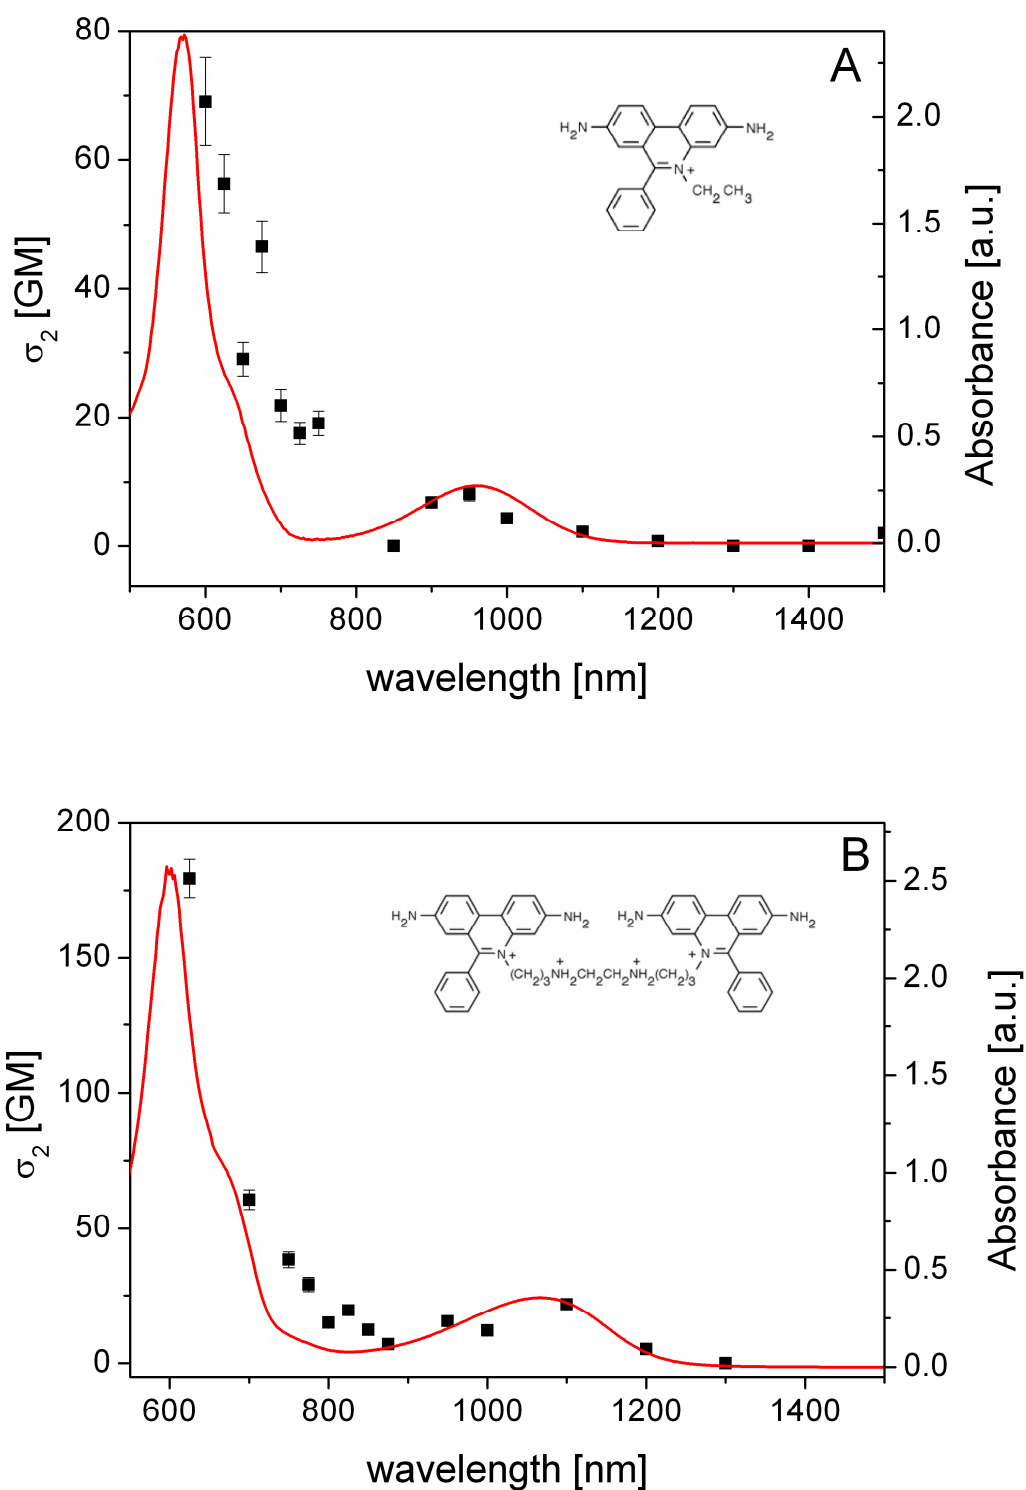 A
80
60
40
20
0
σ2 [GM]
2.0
1.5
1.0
0.5
0.0
Absorbance [a.u.]
H2N
NH2
N+
CH2CH3
600 800 1000 1200 1400
wavelength [nm]
B
200
150
100
50
0
σ2 [GM]
2.5
2.0
1.5
1.0
0.5
0.0
Absorbance [a.u.]
H2N
NH2
H2N
NH2
N+
+N
(CH2)3NH2CH2CH2NH2(CH2)3
+ +
600 800 1000 1200 1400
wavelength [nm]